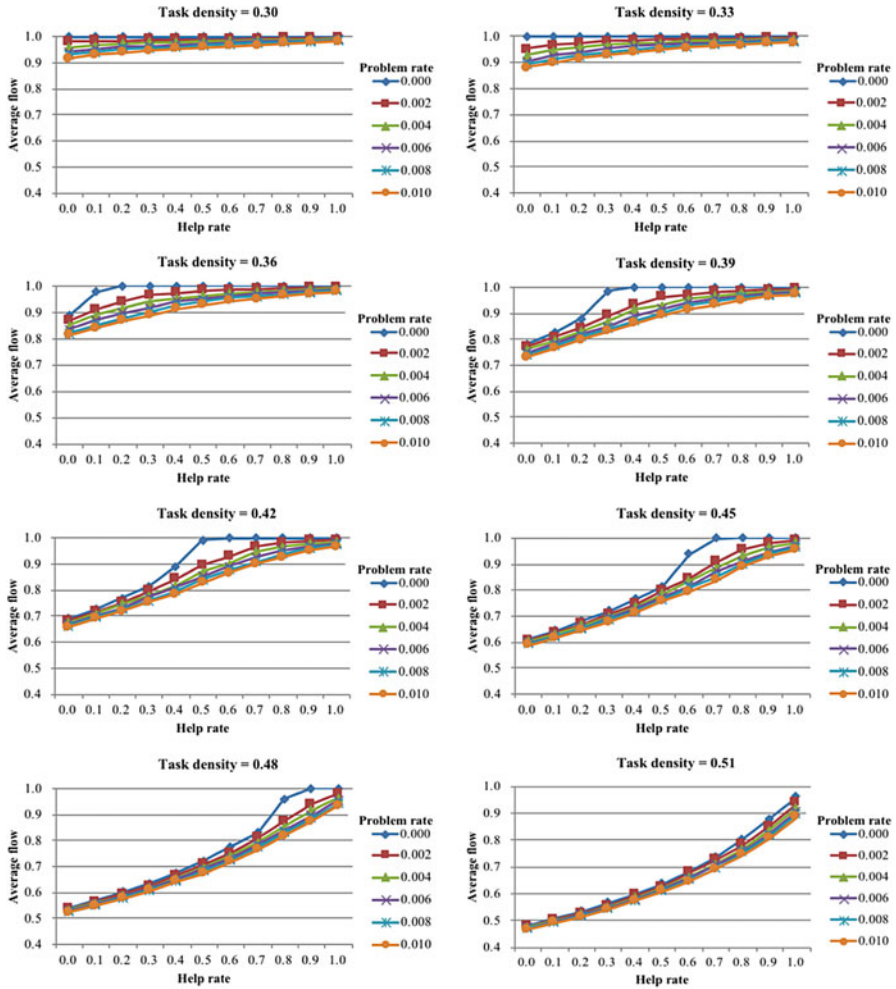 Task density = 0.30
Average flow
1.0
0.9
0.8
0.7
0.6
0.5
0.4
0.0 0.1 0.2 0.3 0.4 0.5 0.6 0.7 0.8 0.9 1.0
Help rate
Problem rate
0.000
0.002
0.004
0.006
0.008
0.010
Task density = 0.33
Average flow
1.0
0.9
0.8
0.7
0.6
0.5
0.4
0.0 0.1 0.2 0.3 0.4 0.5 0.6 0.7 0.8 0.9 1.0
Help rate
Problem rate
0.000
0.002
0.004
0.006
0.008
0.010
Task density = 0.36
Average flow
1.0
0.9
0.8
0.7
0.6
0.5
0.4
0.0 0.1 0.2 0.3 0.4 0.5 0.6 0.7 0.8 0.9 1.0
Help rate
Problem rate
0.000
0.002
0.004
0.006
0.008
0.010
Task density = 0.39
Average flow
1.0
0.9
0.8
0.7
0.6
0.5
0.4
0.0 0.1 0.2 0.3 0.4 0.5 0.6 0.7 0.8 0.9 1.0
Help rate
Problem rate
0.000
0.002
0.004
0.006
0.008
0.010
Task density = 0.42
Average flow
1.0
0.9
0.8
0.7
0.6
0.5
0.4
0.0 0.1 0.2 0.3 0.4 0.5 0.6 0.7 0.8 0.9 1.0
Help rate
Problem rate
0.000
0.002
0.004
0.006
0.008
0.010
Task density = 0.45
Average flow
1.0
0.9
0.8
0.7
0.6
0.5
0.4
0.0 0.1 0.2 0.3 0.4 0.5 0.6 0.7 0.8 0.9 1.0
Help rate
Problem rate
0.000
0.002
0.004
0.006
0.008
0.010
Task density = 0.48
Average flow
1.0
0.9
0.8
0.7
0.6
0.5
0.4
0.0 0.1 0.2 0.3 0.4 0.5 0.6 0.7 0.8 0.9 1.0
Help rate
Problem rate
0.000
0.002
0.004
0.006
0.008
0.010
Task density = 0.51
Average flow
1.0
0.9
0.8
0.7
0.6
0.5
0.4
0.0 0.1 0.2 0.3 0.4 0.5 0.6 0.7 0.8 0.9 1.0
Help rate
Problem rate
0.000
0.002
0.004
0.006
0.008
0.010